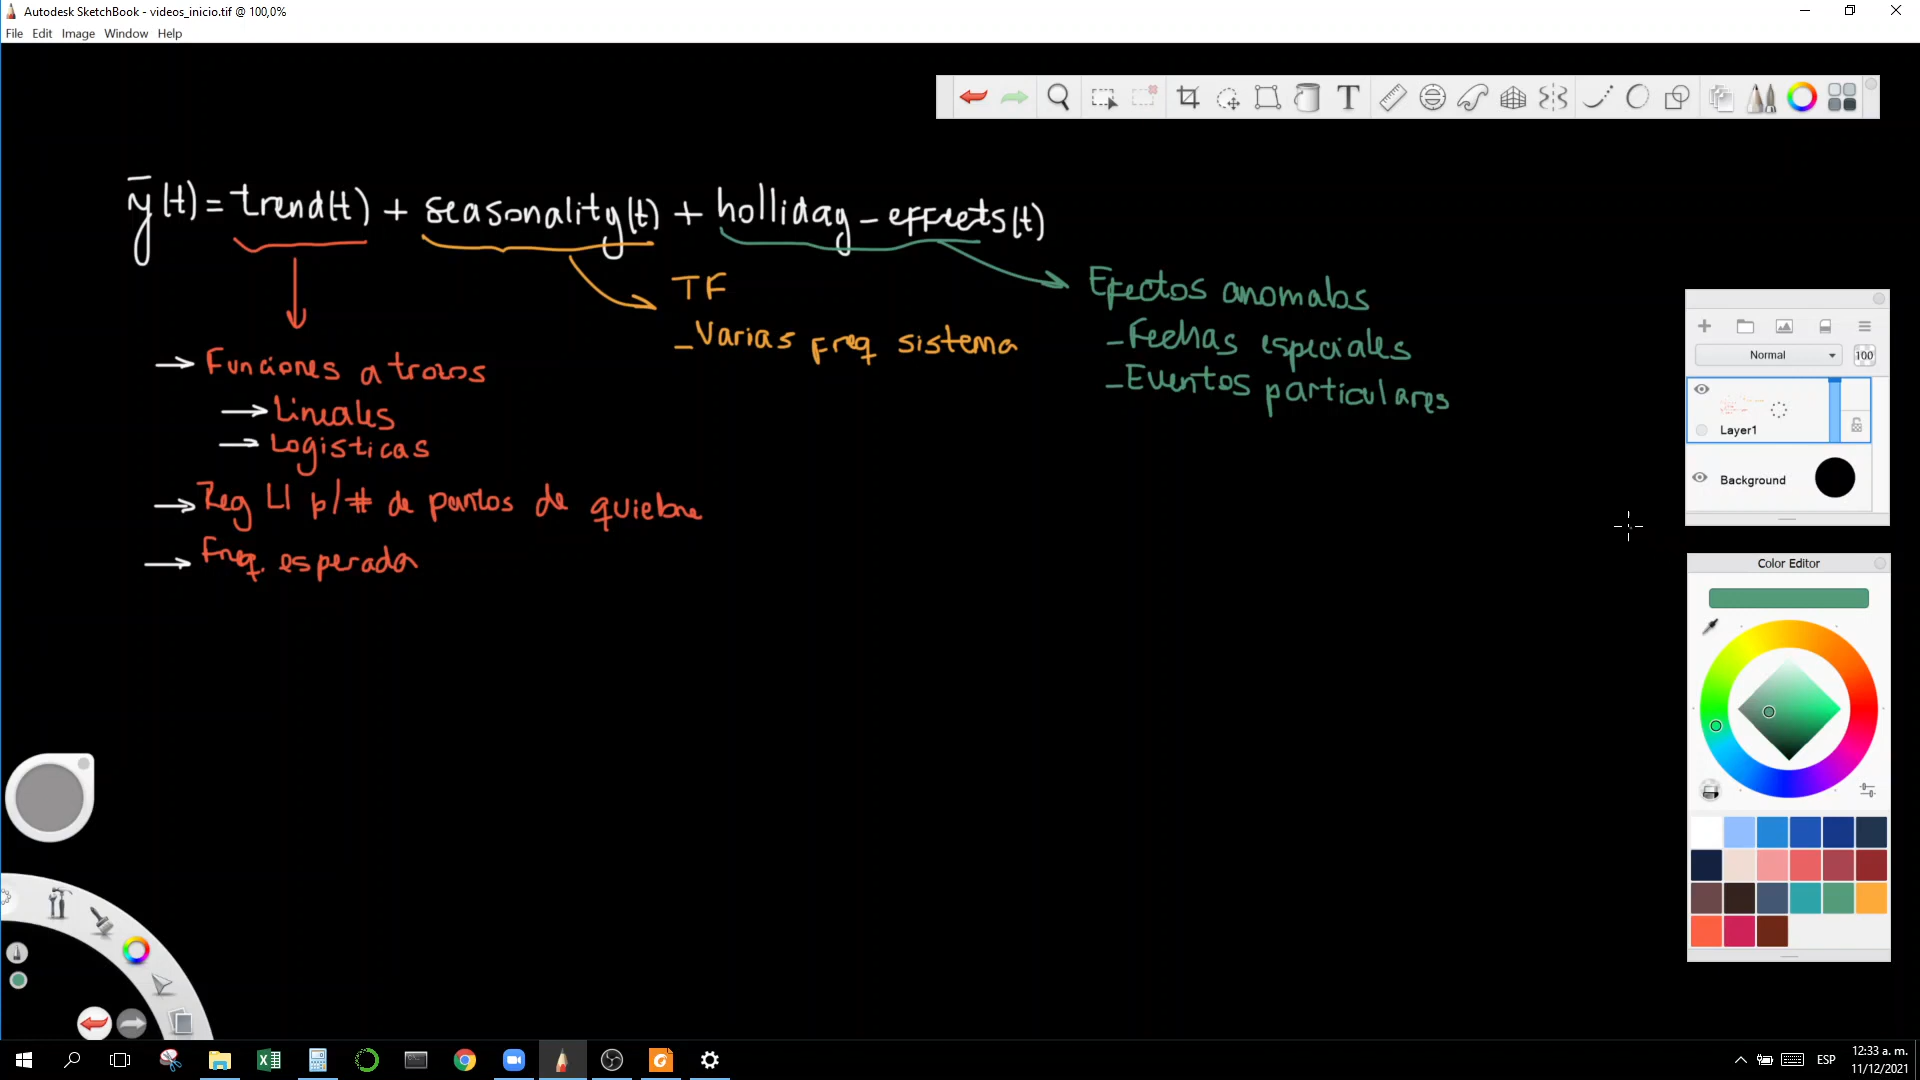 Autodesk SketchBook - videos_inicio.tif @ 100,0%
File Edit Image Window Help
T
ȳ(t) = trend(t) + seasonality(t) + holliday - effects(t)
TF
- Varias freq sistema
Efectos anomalos
- Fechas especiales
- Eventos particulares
→ Funciones a trozos
→ Lineales
→ Logisticas
→ Reg L1 p/# de puntos de quiebre
→ Freq. esperada
Normal
100
Layer1
Background
Color Editor
ESP
12:33 a. m.
11/12/2021